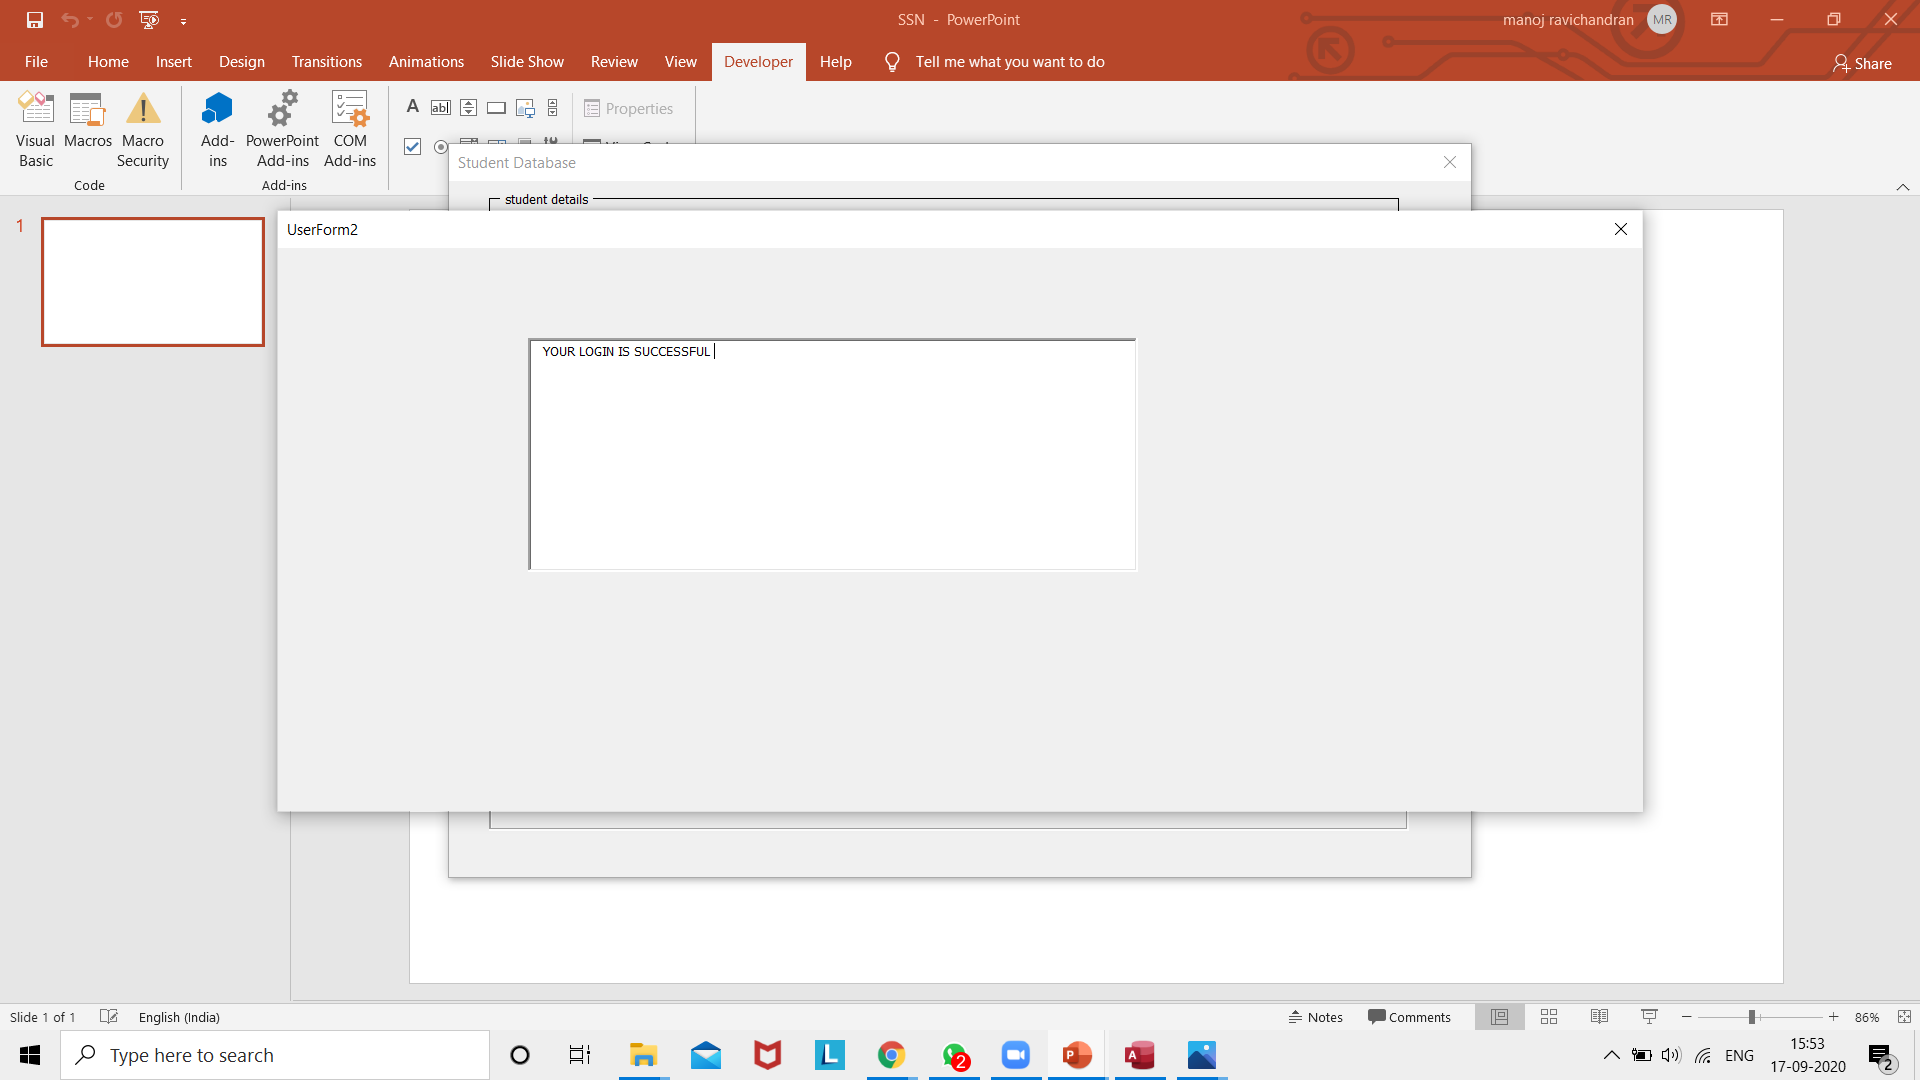 SSN - PowerPoint
manoj ravichandran MR
File Home Insert Design Transitions Animations Slide Show Review View Developer Help Tell me what you want to do Share
A ab| Properties
Visual Basic
Macros
Macro Security
Add-ins
PowerPoint Add-ins
COM Add-ins
Code
Add-ins
Student Database
student details
1
UserForm2
YOUR LOGIN IS SUCCESSFUL
Slide 1 of 1 English (India) Notes Comments 86%
Type here to search
L 2 P A
ENG
15:53
17-09-2020
2